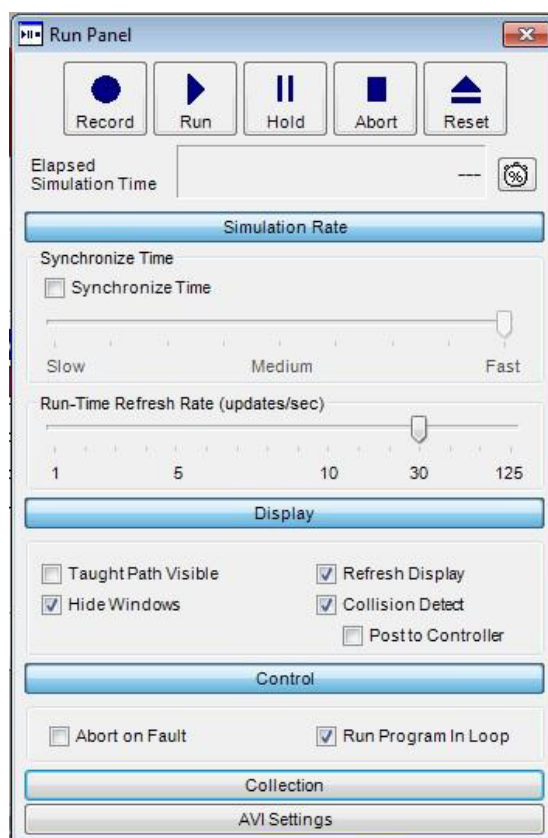 Run Panel
Record Run Hold Abort Reset
Elapsed
Simulation Time
---
%
Simulation Rate
Synchronize Time
Synchronize Time
Slow Medium Fast
Run-Time Refresh Rate (updates/sec)
1 5 10 30 125
Display
Taught Path Visible Refresh Display
Hide Windows Collision Detect
Post to Controller
Control
Abort on Fault Run Program In Loop
Collection
AVI Settings